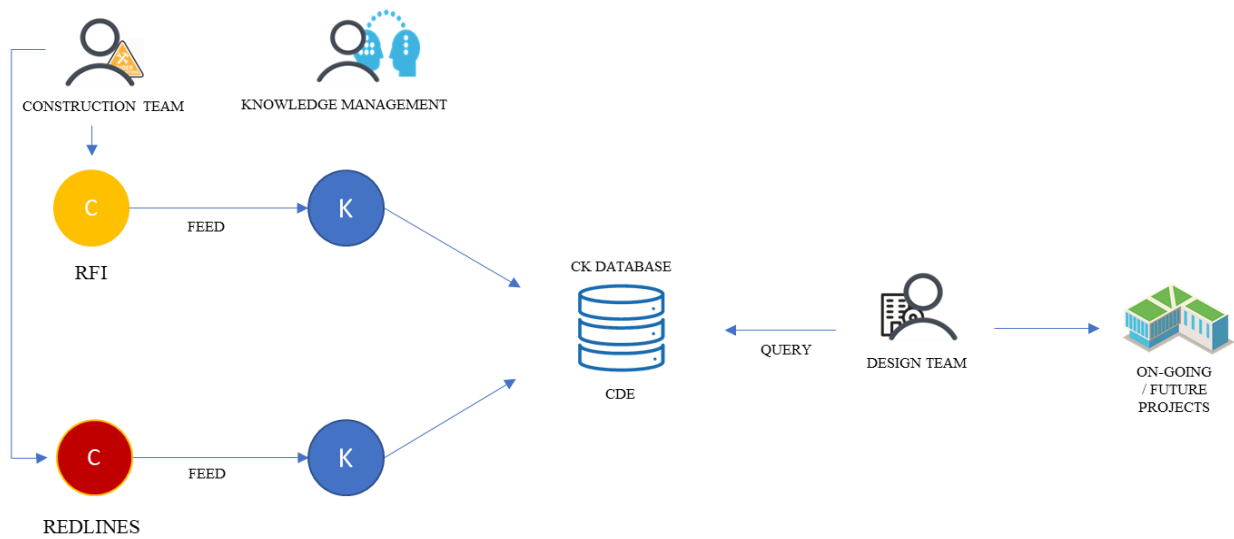 CONSTRUCTION TEAM
KNOWLEDGE MANAGEMENT
C
FEED
K
RFI
CK DATABASE
CDE
QUERY
DESIGN TEAM
ON-GOING
/ FUTURE
PROJECTS
C
FEED
K
REDLINES